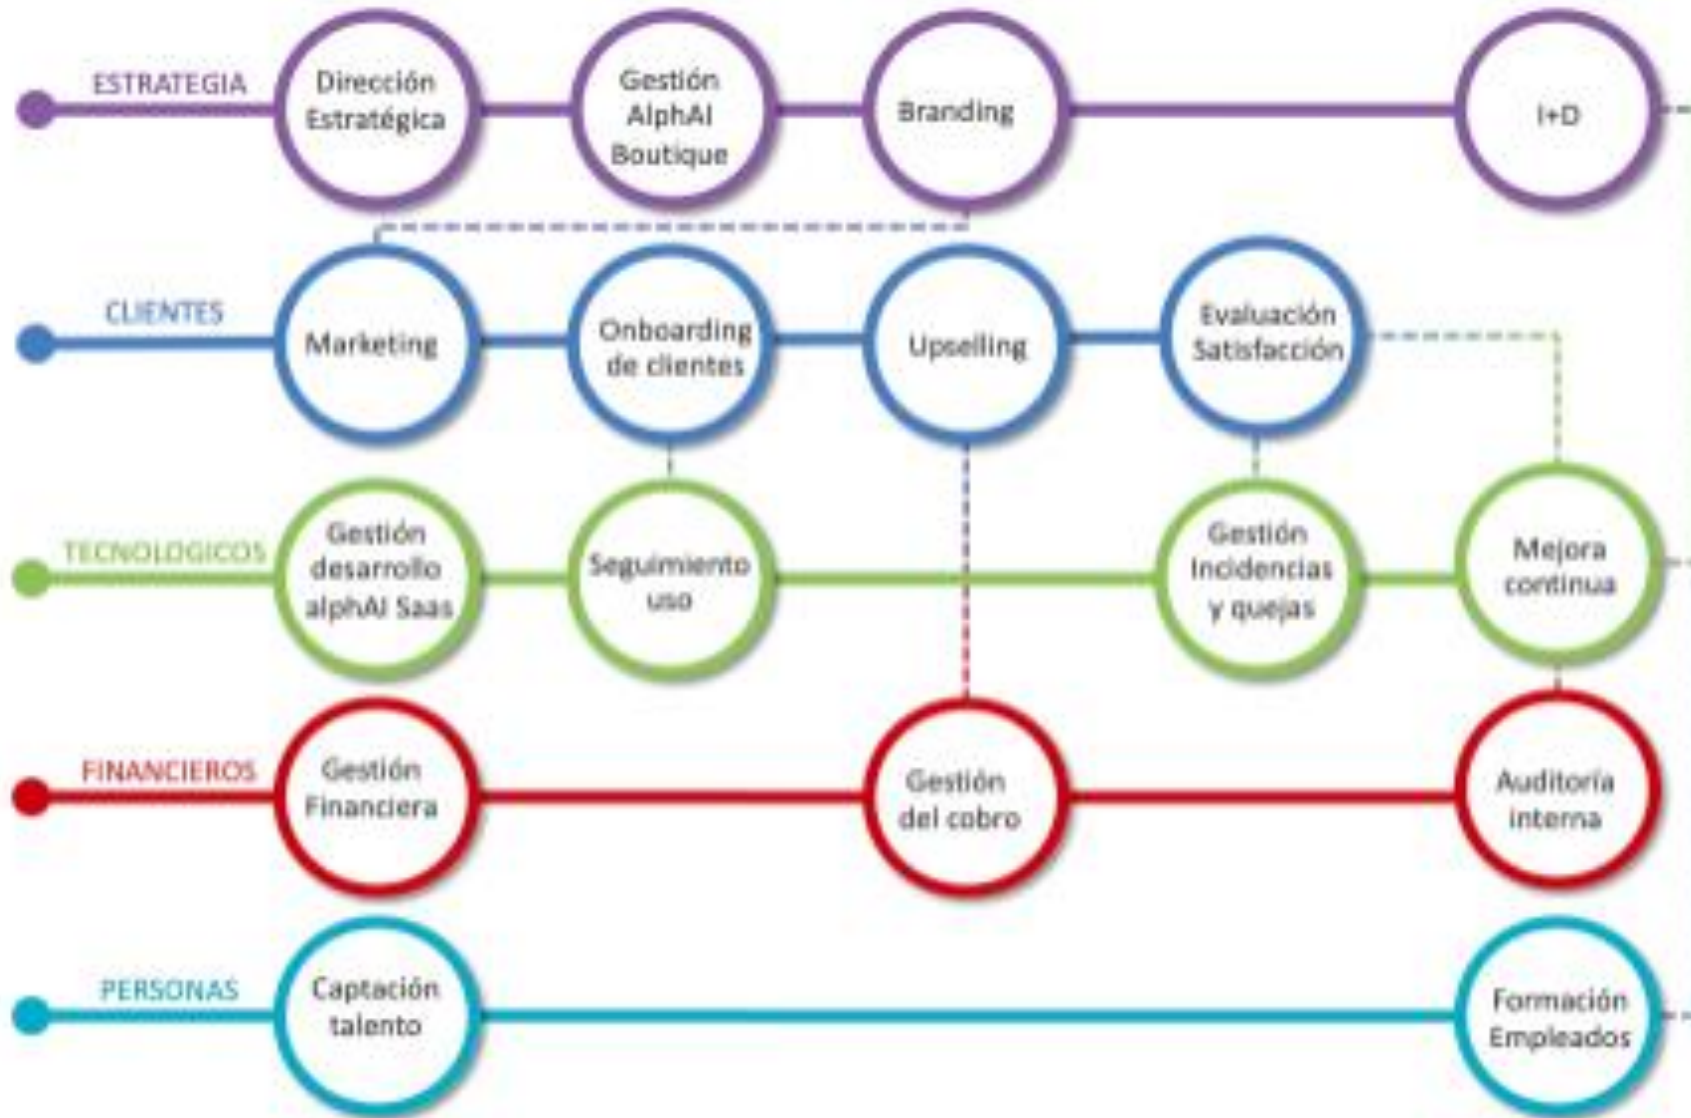 ESTRATEGIA
Dirección
Estratégica
Gestión
AlphAI
Boutique
Branding
I+D
CLIENTES
Marketing
Onboarding
de clientes
Upselling
Evaluación
Satisfacción
TECNOLOGICOS
Gestión
desarrollo
alphAI Saas
Seguimiento
uso
Gestión
Incidencias
y quejas
Mejora
continua
FINANCIEROS
Gestión
Financiera
Gestión
del cobro
Auditoría
interna
PERSONAS
Captación
talento
Formación
Empleados